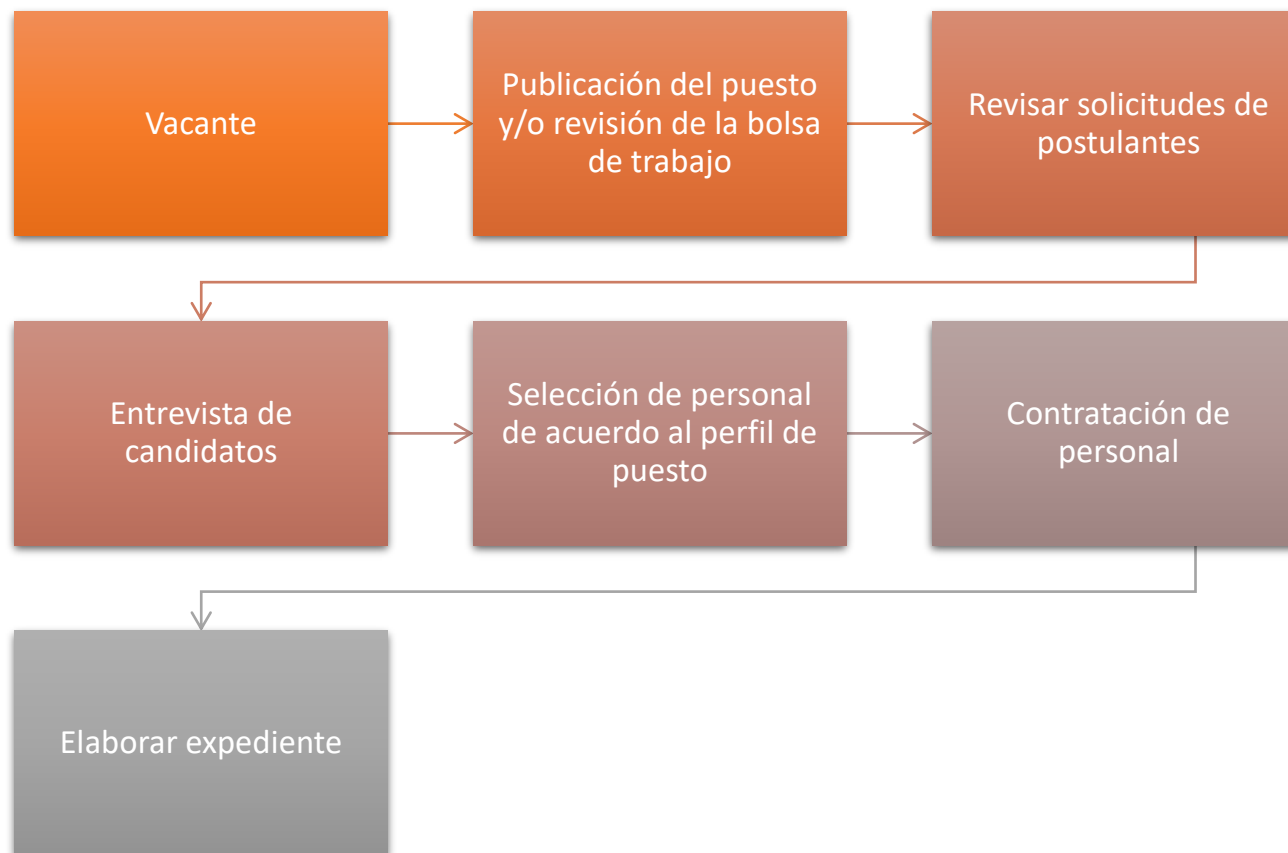 Vacante
Publicación del puesto
y/o revisión de la bolsa
de trabajo
Revisar solicitudes de
postulantes
Entrevista de
candidatos
Selección de personal
de acuerdo al perfil de
puesto
Contratación de
personal
Elaborar expediente